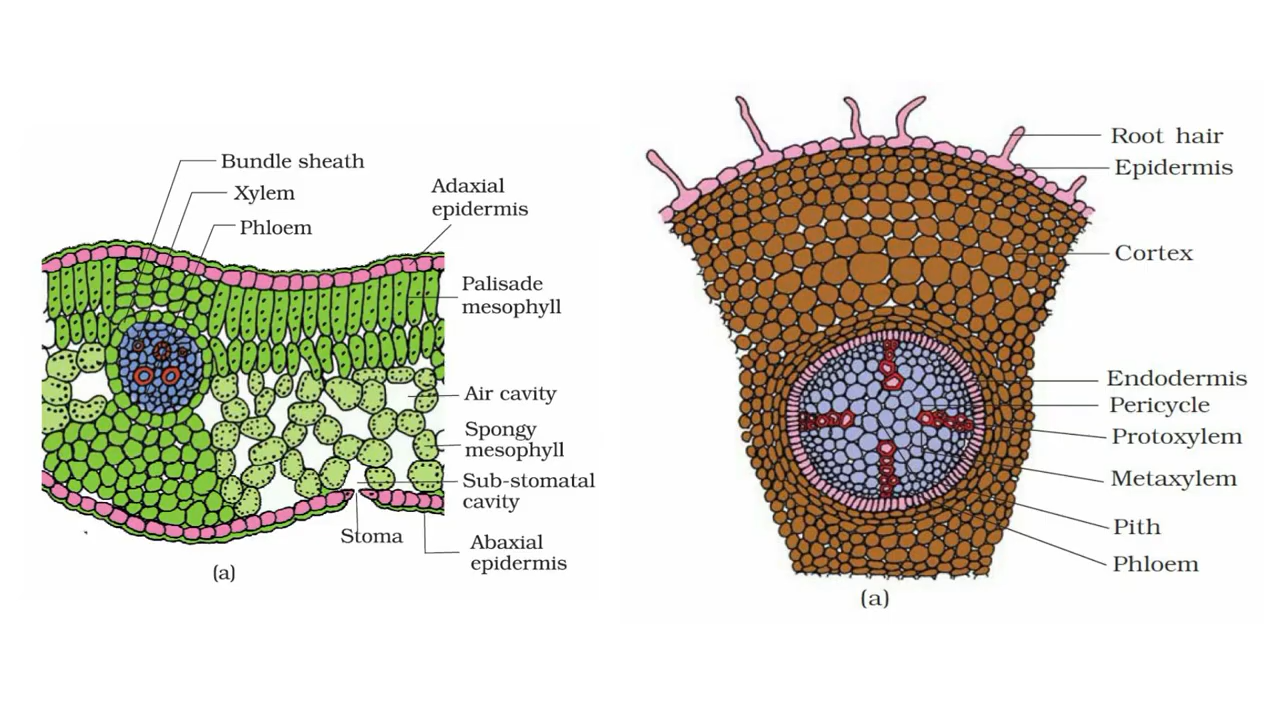 Bundle sheath
Xylem
Phloem
Adaxial
epidermis
Palisade
mesophyll
Air cavity
Spongy
mesophyll
Sub-stomatal
cavity
Stoma
Abaxial
epidermis
(a)
Root hair
Epidermis
Cortex
Endodermis
Pericycle
Protoxylem
Metaxylem
Pith
Phloem
(a)